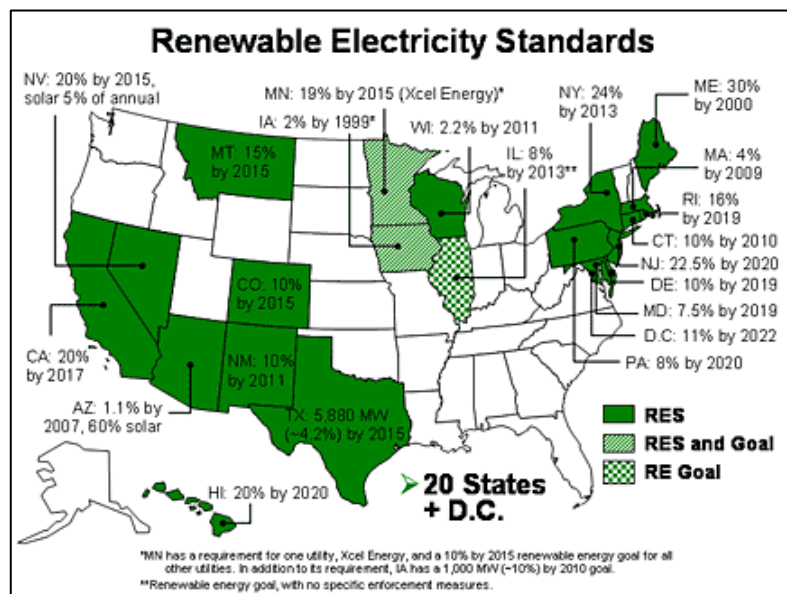 Renewable Electricity Standards
NV: 20% by 2015,
solar 5% of annual
MN: 19% by 2015 (Xcel Energy)*
IA: 2% by 1999*
WI: 2.2% by 2011
IL: 8%
by 2013**
NY: 24%
by 2013
ME: 30%
by 2000
MA: 4%
by 2009
RI: 16%
by 2019
CT: 10% by 2010
NJ: 22.5% by 2020
DE: 10% by 2019
MD: 7.5% by 2019
D.C: 11% by 2022
PA: 8% by 2020
MT: 15%
by 2015
CO: 10%
by 2015
CA: 20%
by 2017
NM: 10%
by 2011
AZ: 1.1% by
2007, 60% solar
TX: 5,880 MW
(~4.2%) by 2015
HI: 20% by 2020
RES
RES and Goal
RE Goal
20 States
+ D.C.
*MN has a requirement for one utility, Xcel Energy, and a 10% by 2015 renewable energy goal for all
other utilities. In addition to its requirement, IA has a 1,000 MW (~10%) by 2010 goal.
**Renewable energy goal, with no specific enforcement measures.